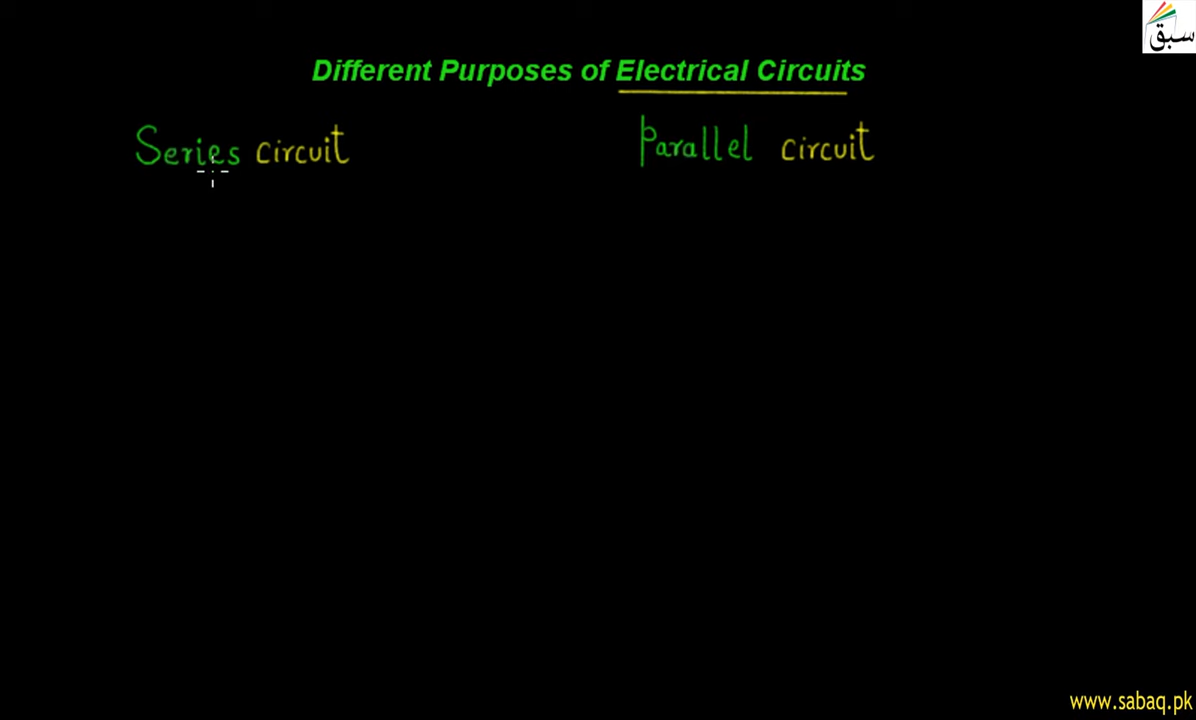 سبق
Different Purposes of Electrical Circuits
Series circuit
Parallel circuit
www.sabaq.pk